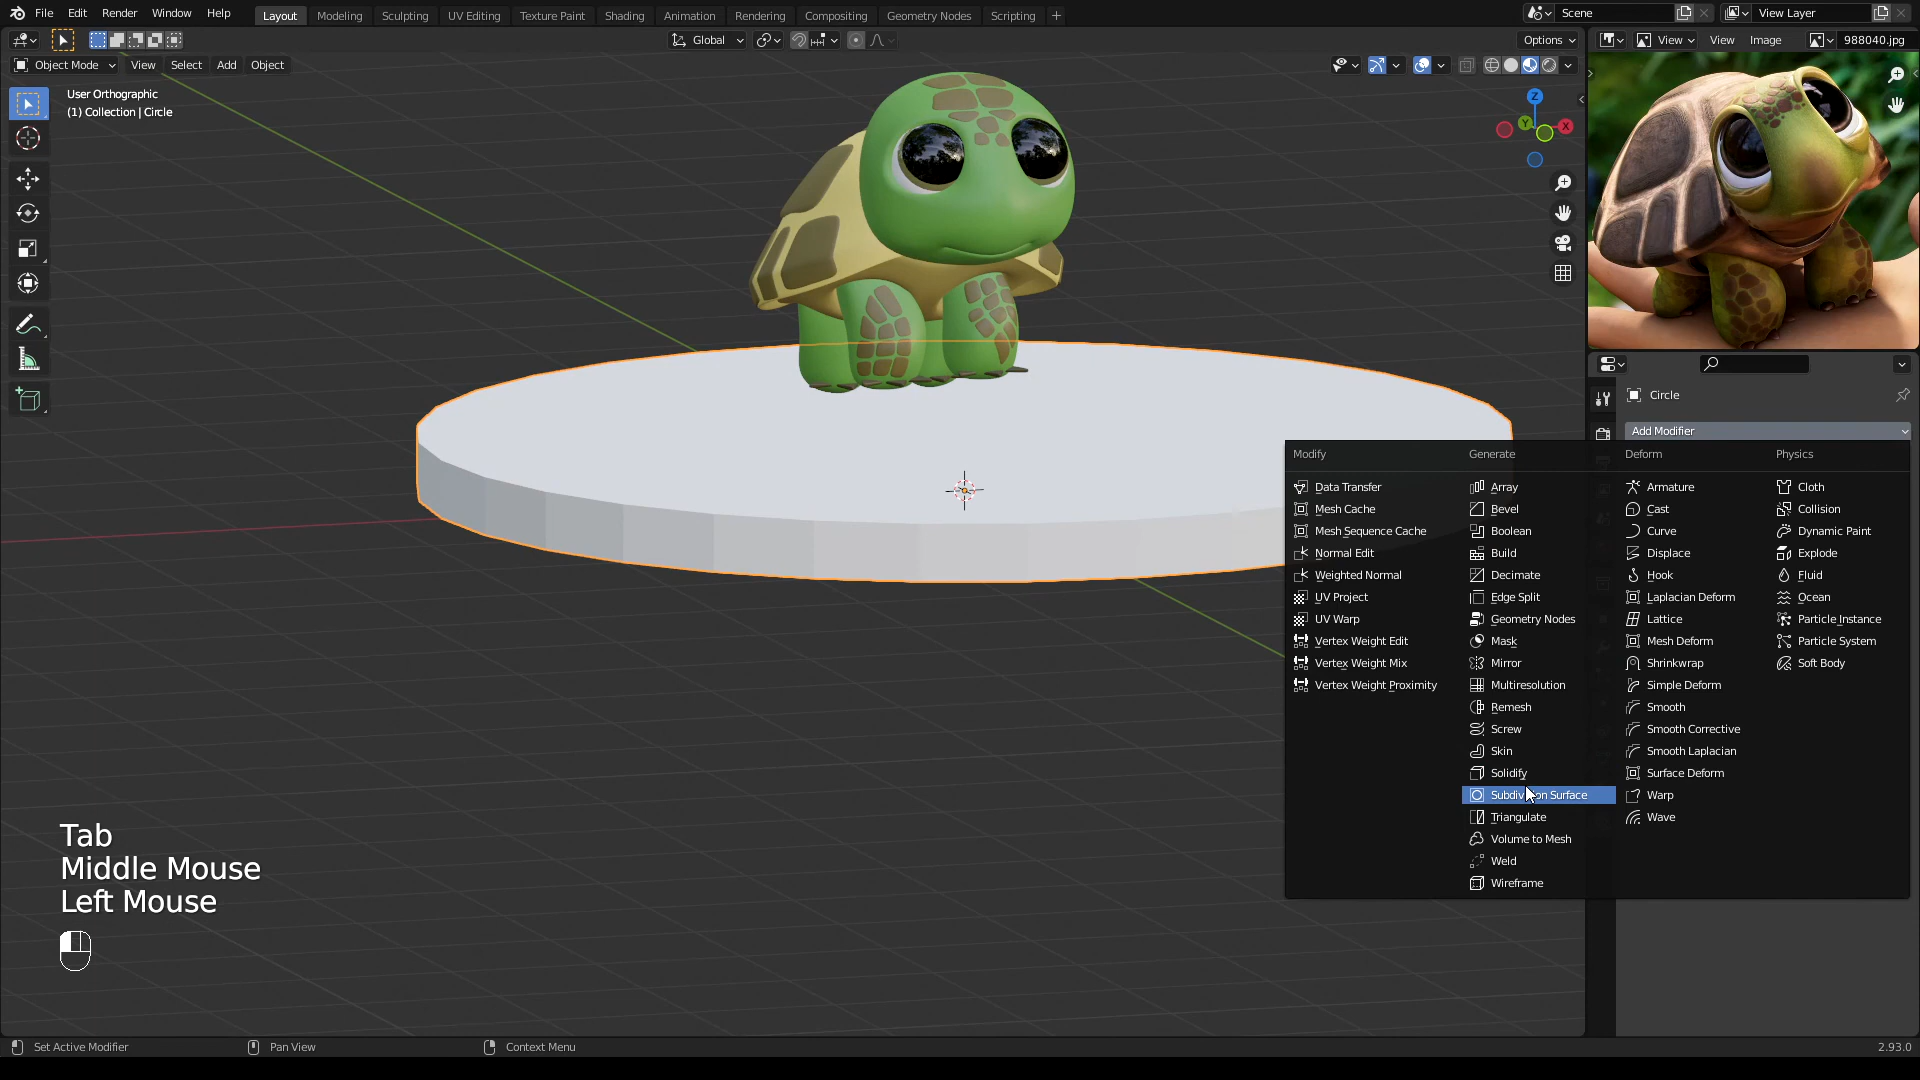 File Edit Render Window Help Layout Modeling Sculpting UV Editing Texture Paint Shading Animation Rendering Compositing Geometry Nodes Scripting + Scene View Layer
Global Options View View Image 988040.jpg
Object Mode View Select Add Object
User Orthographic
(1) Collection | Circle
Z
Y
X
Circle
Add Modifier
Modify
Data Transfer
Mesh Cache
Mesh Sequence Cache
Normal Edit
Weighted Normal
UV Project
UV Warp
Vertex Weight Edit
Vertex Weight Mix
Vertex Weight Proximity
Generate
Array
Bevel
Boolean
Build
Decimate
Edge Split
Geometry Nodes
Mask
Mirror
Multiresolution
Remesh
Screw
Skin
Solidify
Subdivision Surface
Triangulate
Volume to Mesh
Weld
Wireframe
Deform
Armature
Cast
Curve
Displace
Hook
Laplacian Deform
Lattice
Mesh Deform
Shrinkwrap
Simple Deform
Smooth
Smooth Corrective
Smooth Laplacian
Surface Deform
Warp
Wave
Physics
Cloth
Collision
Dynamic Paint
Explode
Fluid
Ocean
Particle Instance
Particle System
Soft Body
Tab
Middle Mouse
Left Mouse
Set Active Modifier Pan View Context Menu 2.93.0